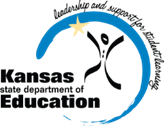 leadership and support for student learning.
Kansas
state department of
Education